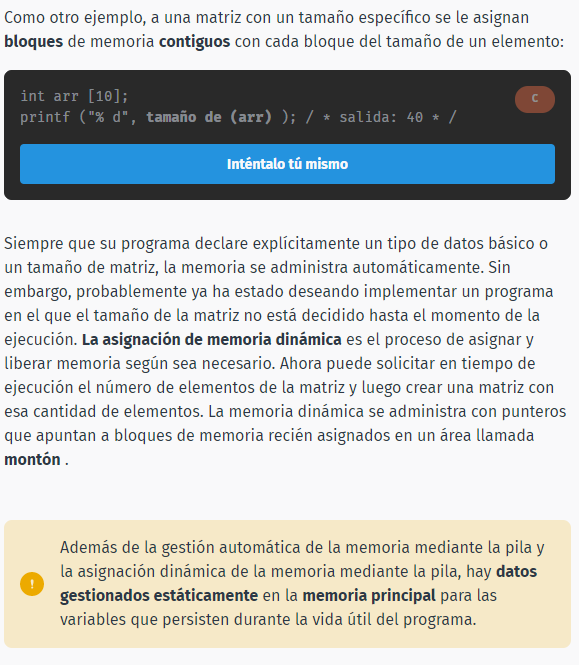 Como otro ejemplo, a una matriz con un tamaño específico se le asignan
bloques de memoria contiguos con cada bloque del tamaño de un elemento:
int arr [10];
C
printf ("% d", tamaño de (arr) ); / * salida: 40 * /
Inténtalo tú mismo
Siempre que su programa declare explícitamente un tipo de datos básico o
un tamaño de matriz, la memoria se administra automáticamente. Sin
embargo, probablemente ya ha estado deseando implementar un programa
en el que el tamaño de la matriz no está decidido hasta el momento de la
ejecución. La asignación de memoria dinámica es el proceso de asignar y
liberar memoria según sea necesario. Ahora puede solicitar en tiempo de
ejecución el número de elementos de la matriz y luego crear una matriz con
esa cantidad de elementos. La memoria dinámica se administra con punteros
que apuntan a bloques de memoria recién asignados en un área llamada
montón .
!
Además de la gestión automática de la memoria mediante la pila y
la asignación dinámica de la memoria mediante la pila, hay datos
gestionados estáticamente en la memoria principal para las
variables que persisten durante la vida útil del programa.